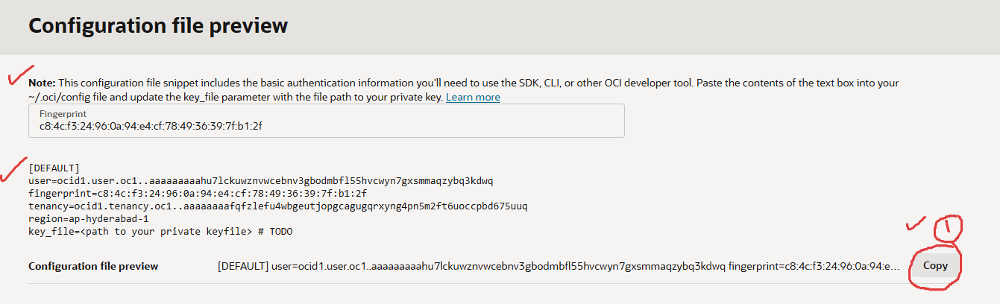 Configuration file preview
Note: This configuration file snippet includes the basic authentication information you'll need to use the SDK, CLI, or other OCI developer tool. Paste the contents of the text box into your
~/.oci/config file and update the key_file parameter with the file path to your private key. Learn more
Fingerprint
c8:4c:f3:24:96:0a:94:e4:cf:78:49:36:39:7f:b1:2f
[DEFAULT]
user=ocid1.user.oc1..aaaaaaaaahu7lckuwznvwcebnv3gbodmbfl55hvcwyn7gxsmmaqzybq3kdwq
fingerprint=c8:4c:f3:24:96:0a:94:e4:cf:78:49:36:39:7f:b1:2f
tenancy=ocid1.tenancy.oc1..aaaaaaaafqfzlefu4wbgeutjopgcagugqrxyng4pn5m2ft6uoccpbd675uuq
region=ap-hyderabad-1
key_file=<path to your private keyfile> # TODO
1
Configuration file preview [DEFAULT] user=ocid1.user.oc1..aaaaaaaaahu7lckuwznvwcebnv3gbodmbfl55hvcwyn7gxsmmaqzybq3kdwq fingerprint=c8:4c:f3:24:96:0a:94:e... Copy